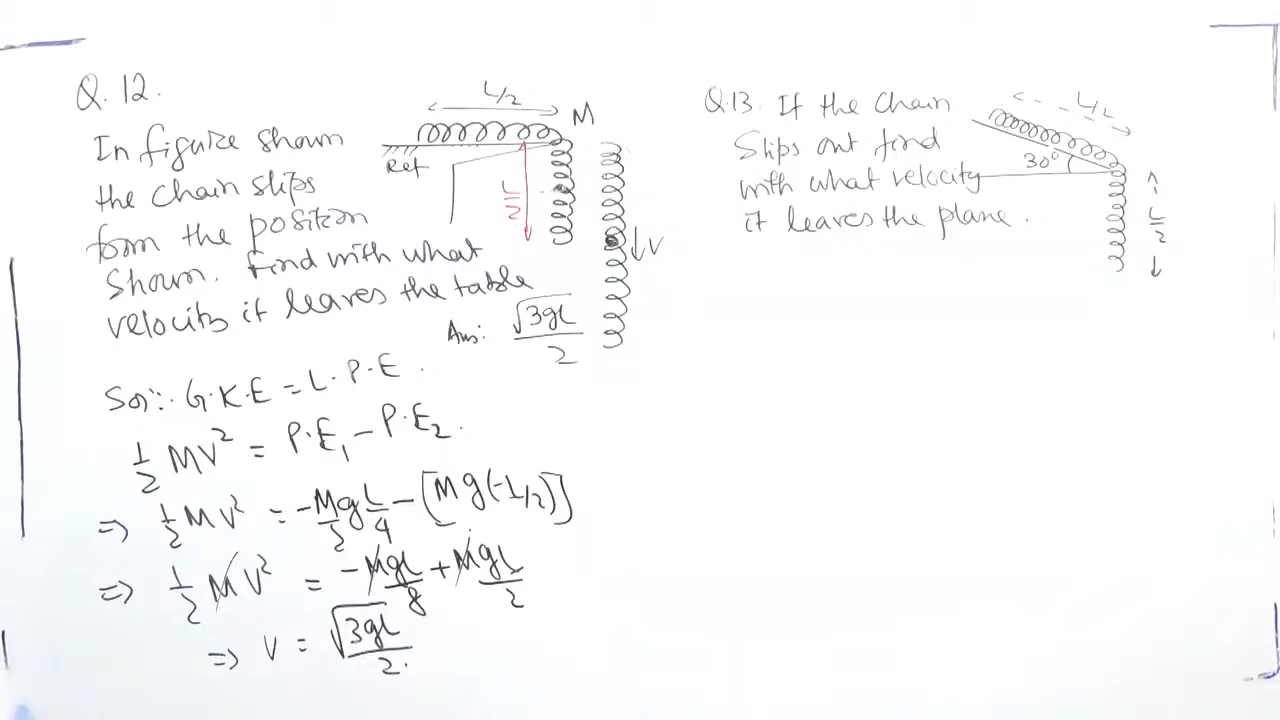 Q. 12.
In figure shown
the chain slips
form the position
shown. find with what
velocity it leaves the table
Ans: √3gL/2
L/2
M
Ref
L/2
↓V
Soln:- G.K.E = L.P.E.
1/2 MV² = P.E₁ - P.E₂.
=> 1/2 MV² = -M/2 g L/4 - [Mg(-L/2)]
=> 1/2 MV² = -MgL/8 + MgL/2
=> V = √3gL/2.
Q.13. If the chain
Slips out find
with what velocity
it leaves the plane.
L/2
30°
L/2